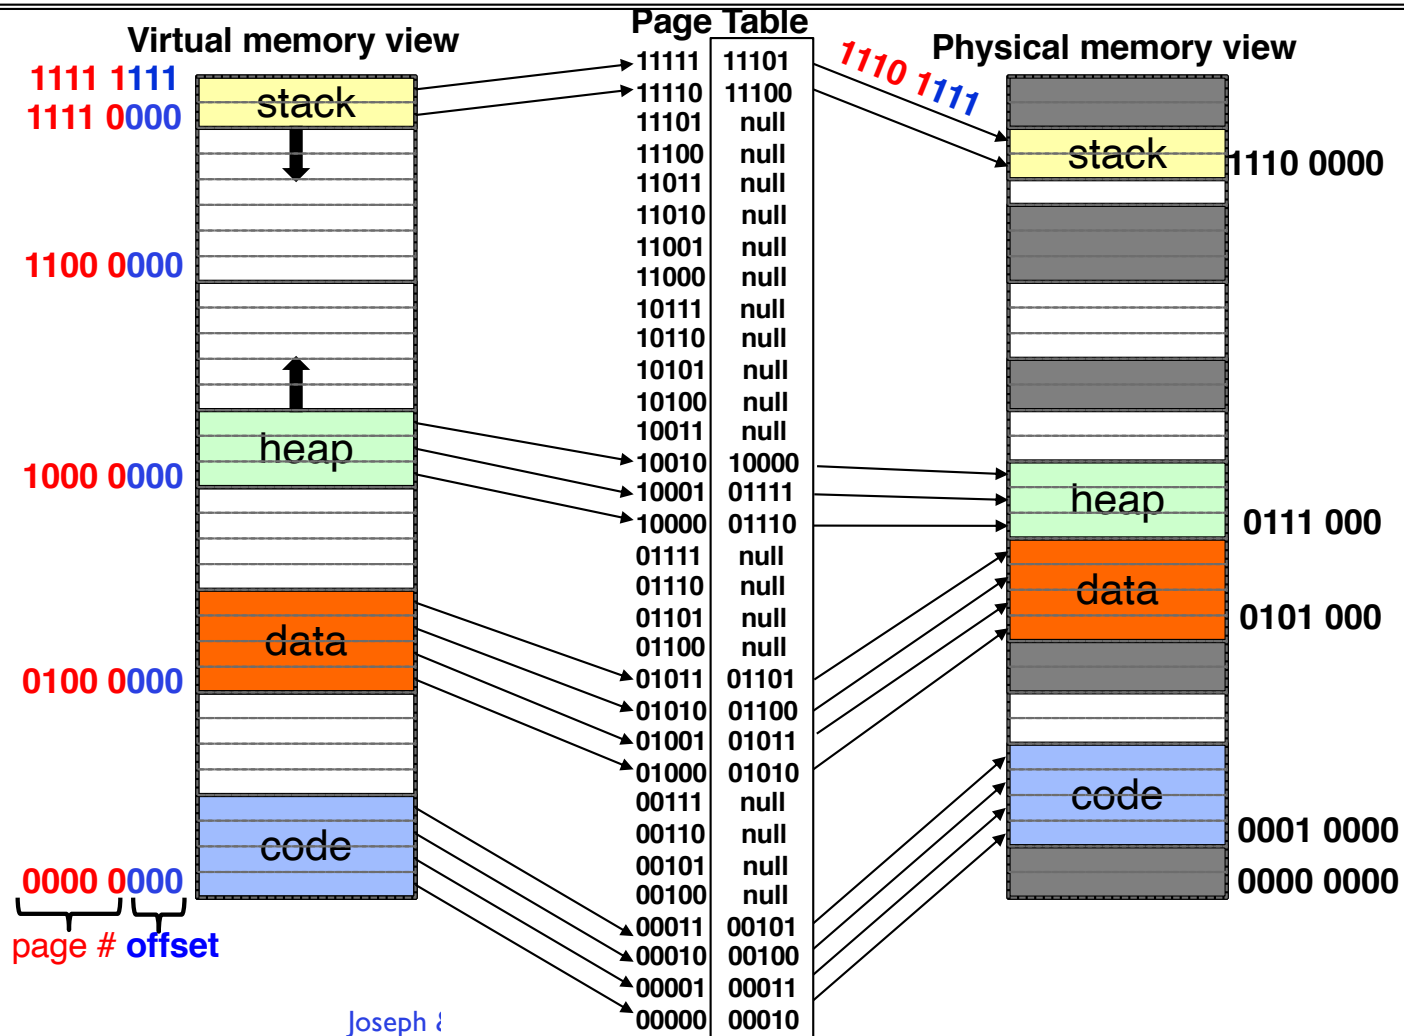 Page Table
Virtual memory view
Physical memory view
1111 1111
1111 0000
1100 0000
1000 0000
0100 0000
0000 0000
page # offset
stack
heap
data
code
11111 11101
11110 11100
11101 null
11100 null
11011 null
11010 null
11001 null
11000 null
10111 null
10110 null
10101 null
10100 null
10011 null
10010 10000
10001 01111
10000 01110
01111 null
01110 null
01101 null
01100 null
01011 01101
01010 01100
01001 01011
01000 01010
00111 null
00110 null
00101 null
00100 null
00011 00101
00010 00100
00001 00011
00000 00010
1110 1111
stack
1110 0000
heap
0111 000
data
0101 000
code
0001 0000
0000 0000
Joseph